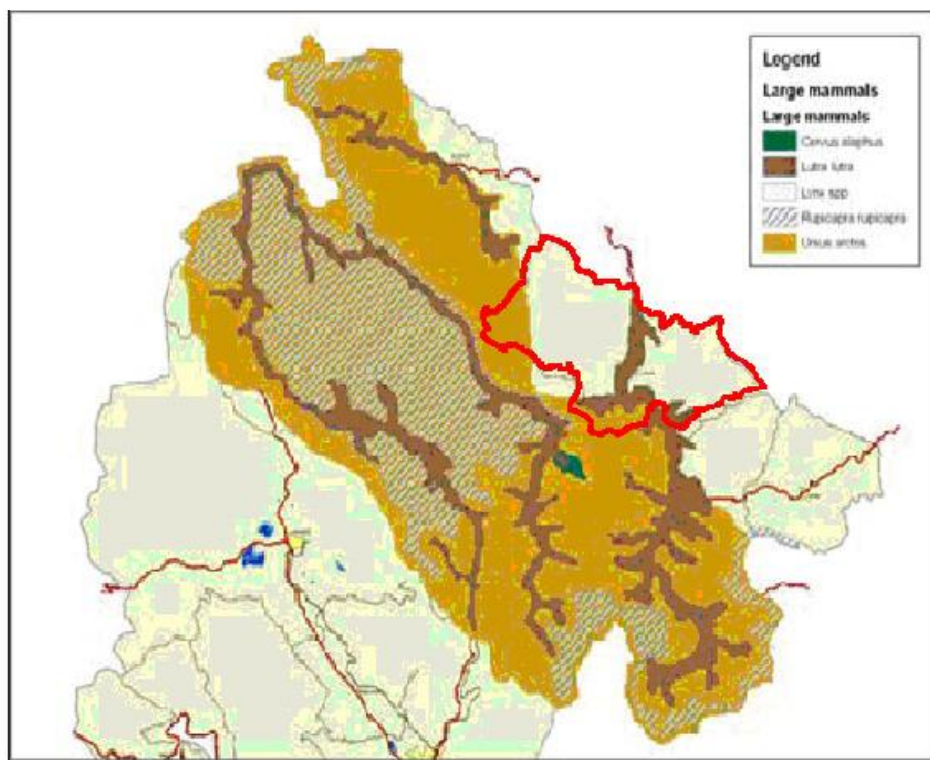 Legend
Large mammals
Large mammals
Cervus elaphus
Lutra lutra
Lynx spp
Rupicapra rupicapra
Ursus arctos